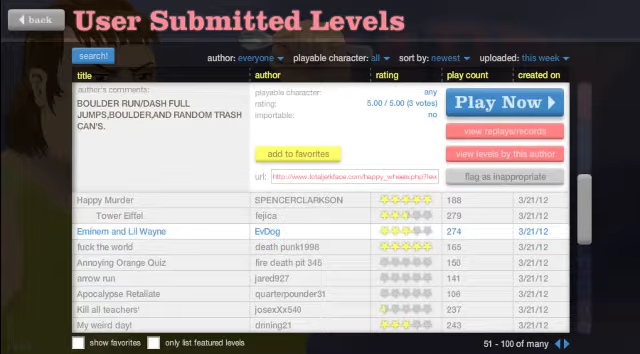 back
User Submitted Levels
search!
author: everyone playable character: all sort by: newest uploaded: this week
title author rating play count created on
author's comments:
BOULDER RUN/DASH FULL
JUMPS,BOULDER,AND RANDOM TRASH
CAN'S.
playable character: any
rating: 5.00 / 5.00 (3 votes)
importable: no
add to favorites
url: http://www.totaljerkface.com/happy_wheels.php?lev
Play Now
view replays/records
view levels by this author
flag as inappropriate
Happy Murder SPENCERCLARKSON 188 3/21/12
Tower Eiffel fejica 279 3/21/12
Eminem and Lil Wayne EvDog 274 3/21/12
fuck the world death punk1998 165 3/21/12
Annoying Orange Quiz fire death pit 345 150 3/21/12
arrow run jared927 141 3/21/12
Apocalypse Retaliate quarterpounder31 106 3/21/12
Kill all teachers' josexXx540 237 3/21/12
My weird day! drining21 243 3/21/12
show favorites only list featured levels 51 - 100 of many